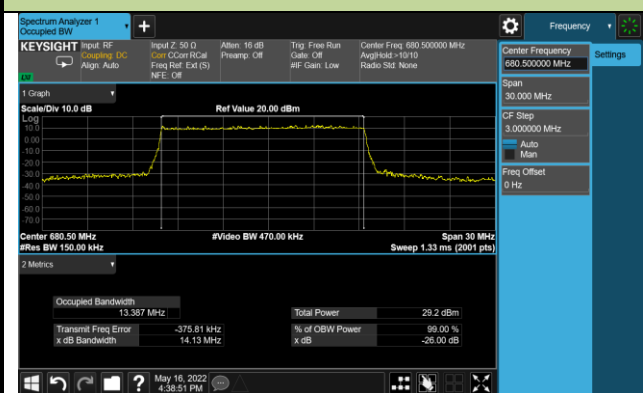 Spectrum Analyzer 1
Occupied BW
+
Frequency
KEYSIGHT
Input: RF
Coupling: DC
Align: Auto
Input Z: 50 Ω
Corr CCorr RCal
Freq Ref: Ext (S)
NFE: Off
Atten: 16 dB
Preamp: Off
Trig: Free Run
Gate: Off
#IF Gain: Low
Center Freq: 680.500000 MHz
Avg|Hold:>10/10
Radio Std: None
Center Frequency
680.500000 MHz
Settings
Span
30.000 MHz
CF Step
3.000000 MHz
Auto
Man
Freq Offset
0 Hz
1 Graph
Scale/Div 10.0 dB
Ref Value 20.00 dBm
Log
10.0
0.00
-10.0
-20.0
-30.0
-40.0
-50.0
-60.0
-70.0
Center 680.50 MHz
#Video BW 470.00 kHz
Span 30 MHz
#Res BW 150.00 kHz
Sweep 1.33 ms (2001 pts)
2 Metrics
Occupied Bandwidth
13.387 MHz
Total Power 29.2 dBm
Transmit Freq Error -375.81 kHz
% of OBW Power 99.00 %
x dB Bandwidth 14.13 MHz
x dB -26.00 dB
?
May 16, 2022
4:38:51 PM